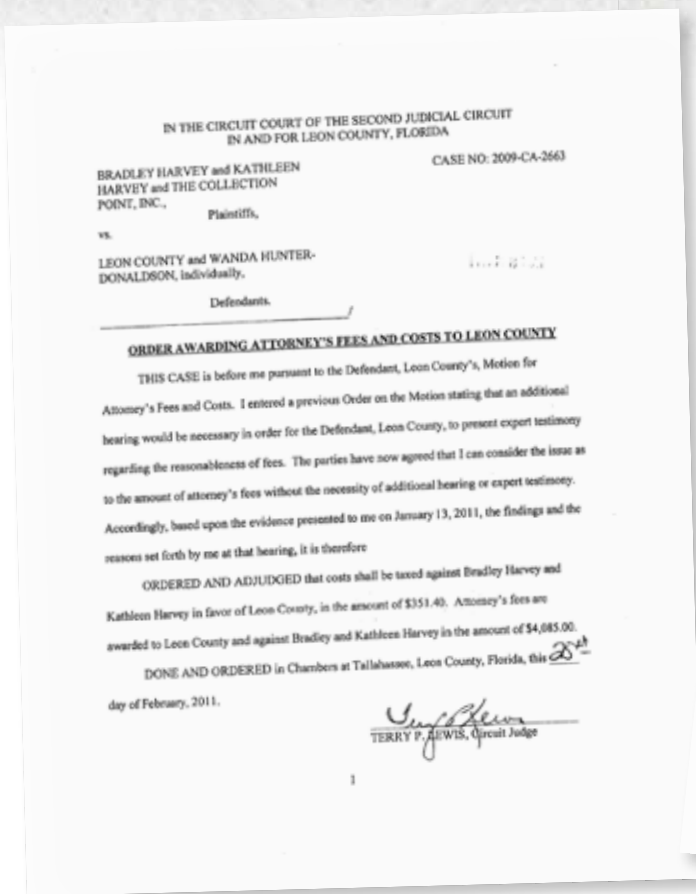 IN THE CIRCUIT COURT OF THE SECOND JUDICIAL CIRCUIT
IN AND FOR LEON COUNTY, FLORIDA
BRADLEY HARVEY and KATHLEEN
HARVEY and THE COLLECTION
POINT, INC.,
CASE NO: 2009-CA-2663
Plaintiffs,
vs.
LEON COUNTY and WANDA HUNTER-
DONALDSON, individually,
Defendants.
/
ORDER AWARDING ATTORNEY'S FEES AND COSTS TO LEON COUNTY
THIS CASE is before me pursuant to the Defendant, Leon County's, Motion for
Attorney's Fees and Costs. I entered a previous Order on the Motion stating that an additional
hearing would be necessary in order for the Defendant, Leon County, to present expert testimony
regarding the reasonableness of fees. The parties have now agreed that I can consider the issue as
to the amount of attorney's fees without the necessity of additional hearing or expert testimony.
Accordingly, based upon the evidence presented to me on January 13, 2011, the findings and the
reasons set forth by me at that hearing, it is therefore
ORDERED AND ADJUDGED that costs shall be taxed against Bradley Harvey and
Kathleen Harvey in favor of Leon County, in the amount of $351.40. Attorney's fees are
awarded to Leon County and against Bradley and Kathleen Harvey in the amount of $4,085.00.
DONE AND ORDERED in Chambers at Tallahassee, Leon County, Florida, this
day of February, 2011.
TERRY P. LEWIS, Circuit Judge
1